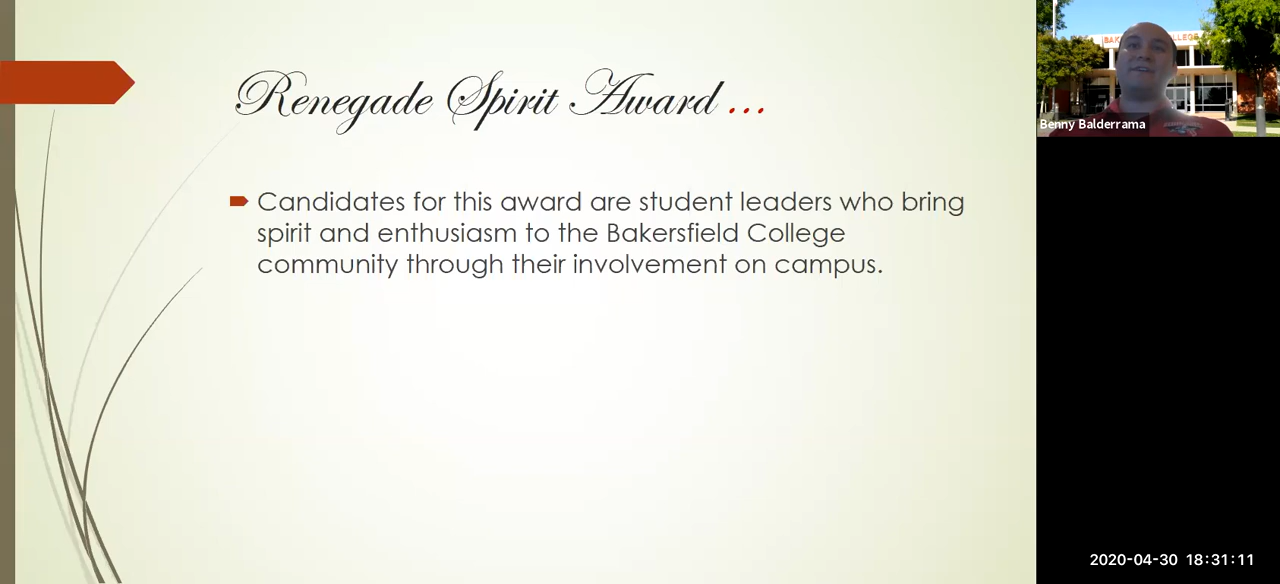 Renegade Spirit Award ...
Candidates for this award are student leaders who bring
spirit and enthusiasm to the Bakersfield College
community through their involvement on campus.
Benny Balderrama
2020-04-30 18:31:11